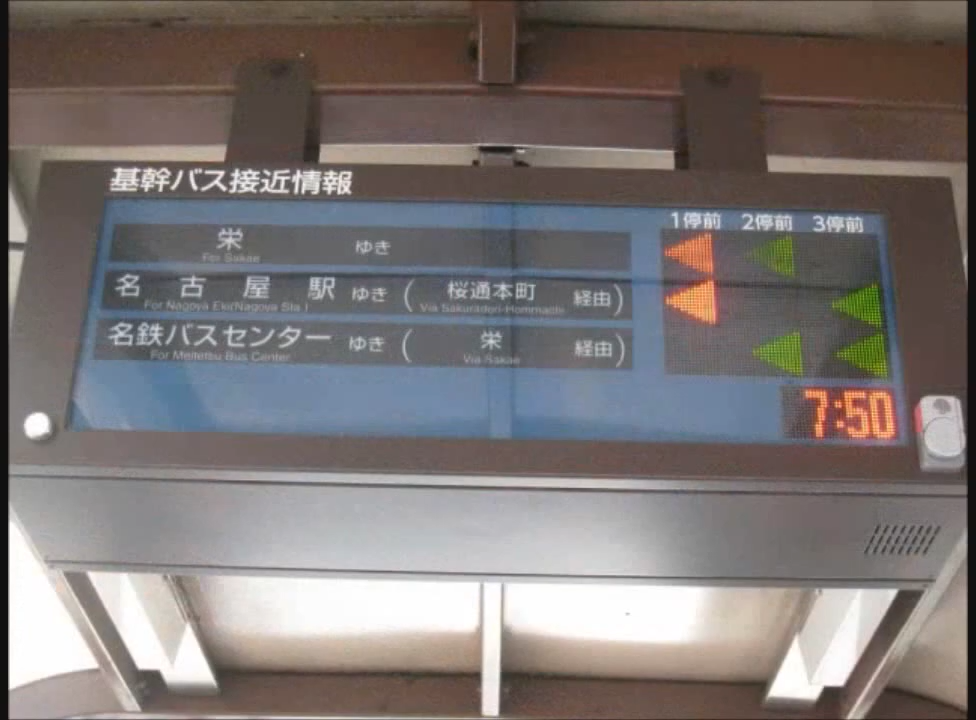 基幹バス接近情報
1停前 2停前 3停前
栄 ゆき
For Sakae
名古屋駅 ゆき ( 桜通本町 経由)
For Nagoya Eki(Nagoya Sta.) Via Sakuradori-Hommachi
名鉄バスセンター ゆき ( 栄 経由)
For Meitetsu Bus Center Via Sakae
7:50